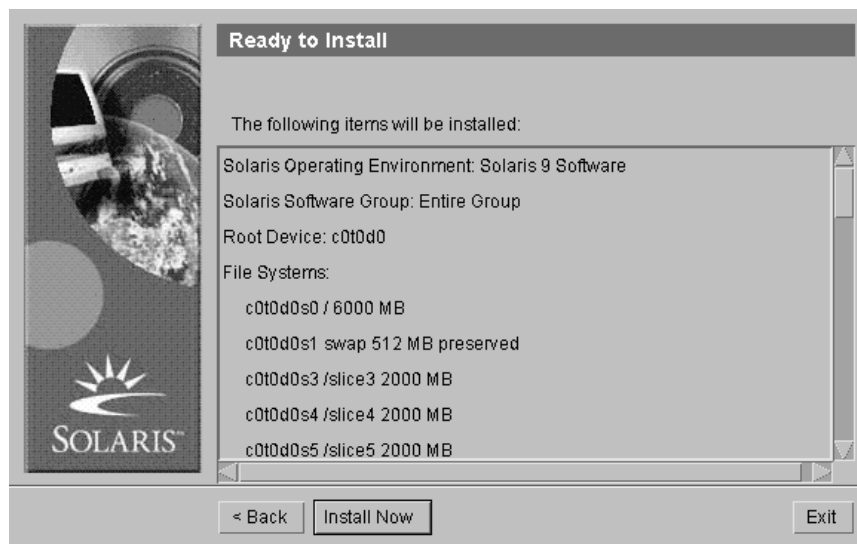 Ready to Install
The following items will be installed:
Solaris Operating Environment: Solaris 9 Software
Solaris Software Group: Entire Group
Root Device: c0t0d0
File Systems:
c0t0d0s0 / 6000 MB
c0t0d0s1 swap 512 MB preserved
c0t0d0s3 /slice3 2000 MB
c0t0d0s4 /slice4 2000 MB
c0t0d0s5 /slice5 2000 MB
SOLARIS™
< Back
Install Now
Exit